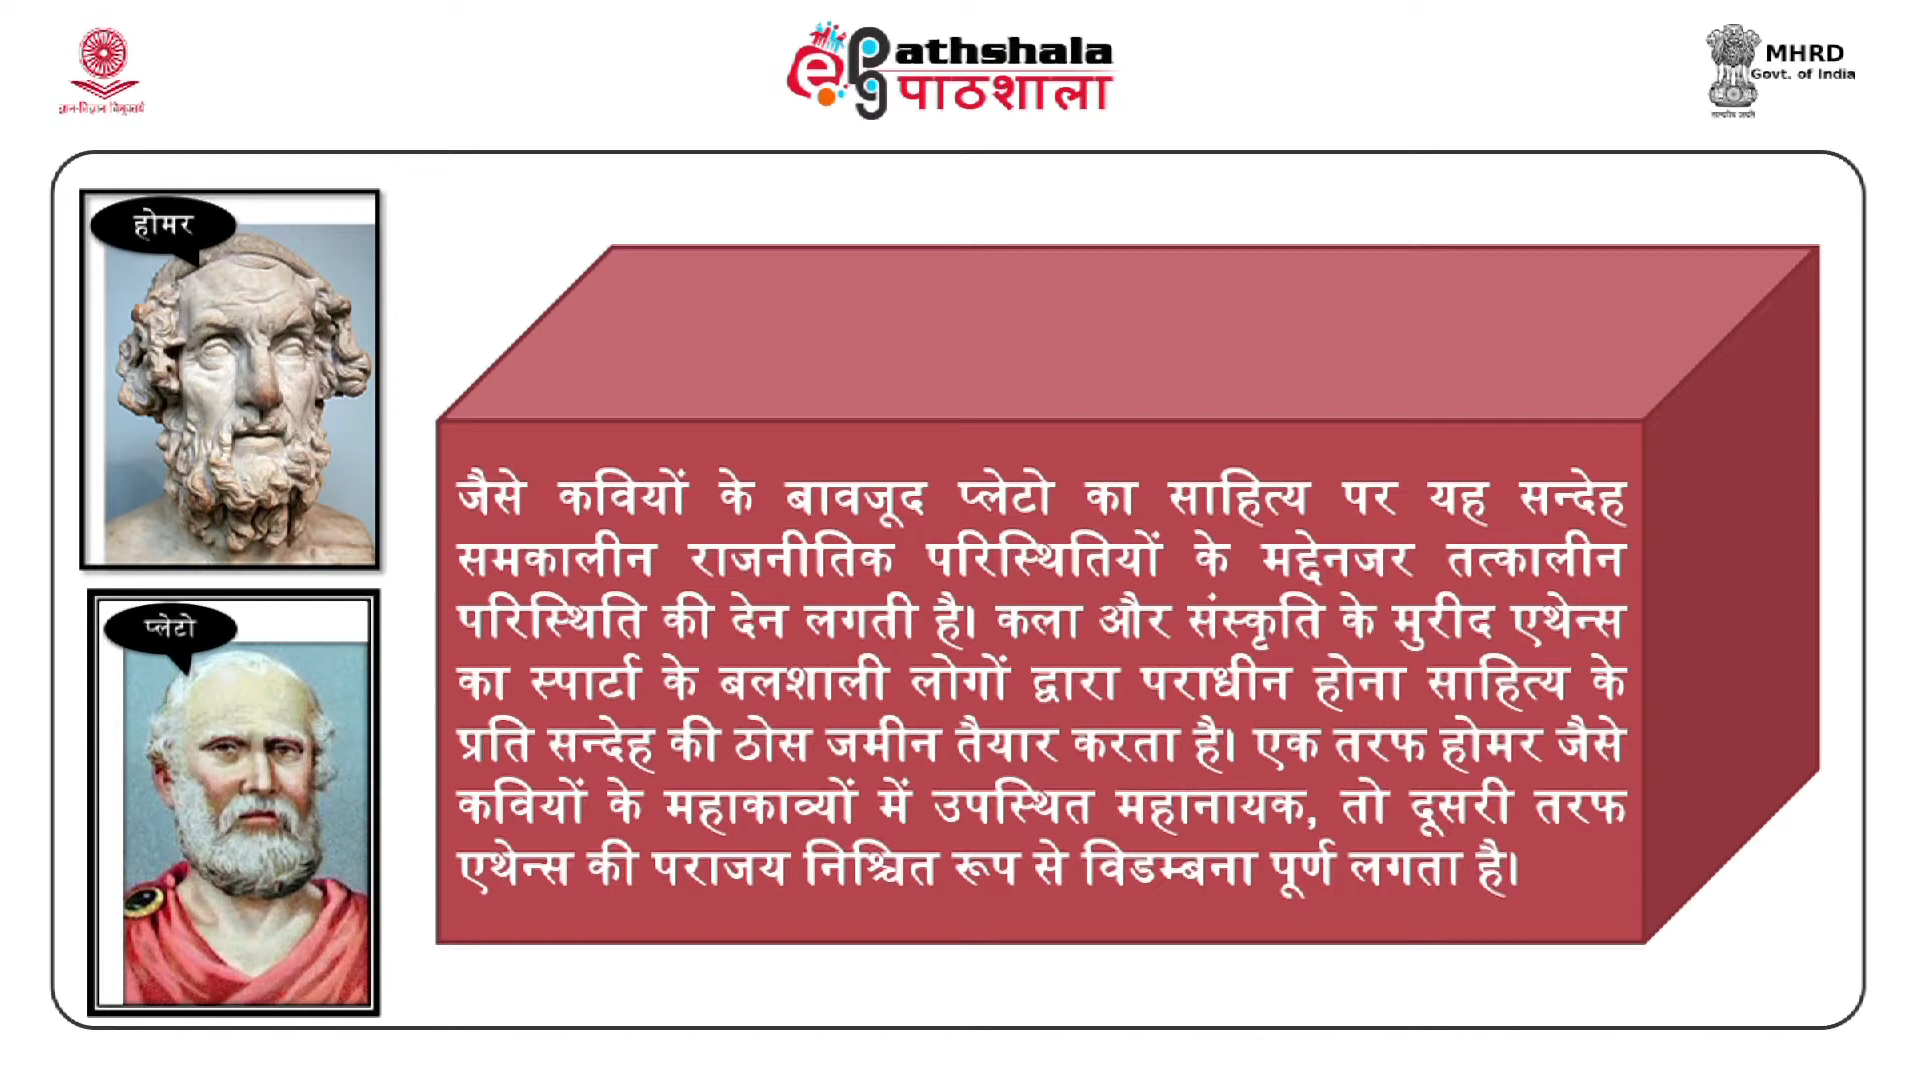 athshala
पाठशाला
MHRD
Govt. of India
होमर
प्लेटो
जैसे कवियों के बावजूद प्लेटो का साहित्य पर यह सन्देह
समकालीन राजनीतिक परिस्थितियों के मद्देनजर तत्कालीन
परिस्थिति की देन लगती है। कला और संस्कृति के मुरीद एथेन्स
का स्पार्टा के बलशाली लोगों द्वारा पराधीन होना साहित्य के
प्रति सन्देह की ठोस जमीन तैयार करता है। एक तरफ होमर जैसे
कवियों के महाकाव्यों में उपस्थित महानायक, तो दूसरी तरफ
एथेन्स की पराजय निश्चित रूप से विडम्बना पूर्ण लगता है।